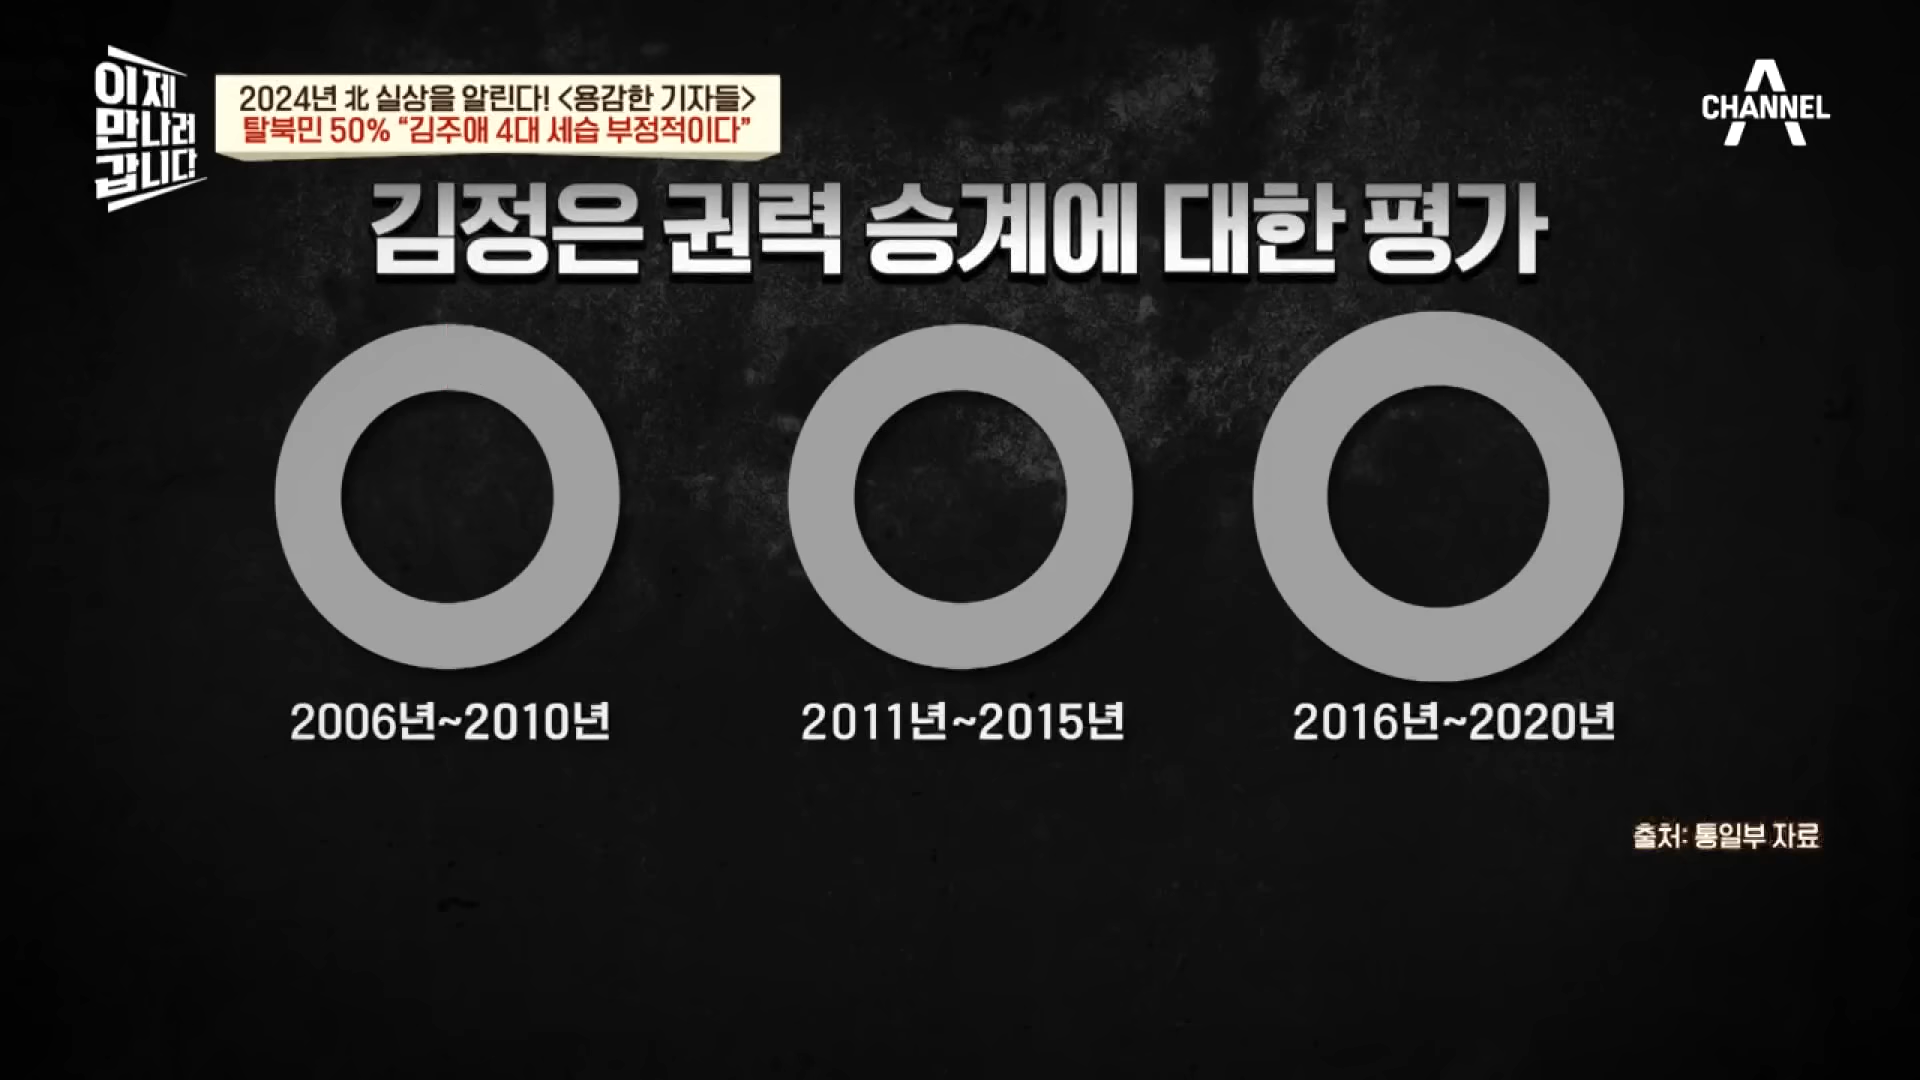 이제
만나러
갑니다
2024년 北 실상을 알린다! <용감한 기자들>
탈북민 50% “김주애 4대 세습 부정적이다”
CHANNEL A
김정은 권력 승계에 대한 평가
2006년~2010년
2011년~2015년
2016년~2020년
출처: 통일부 자료